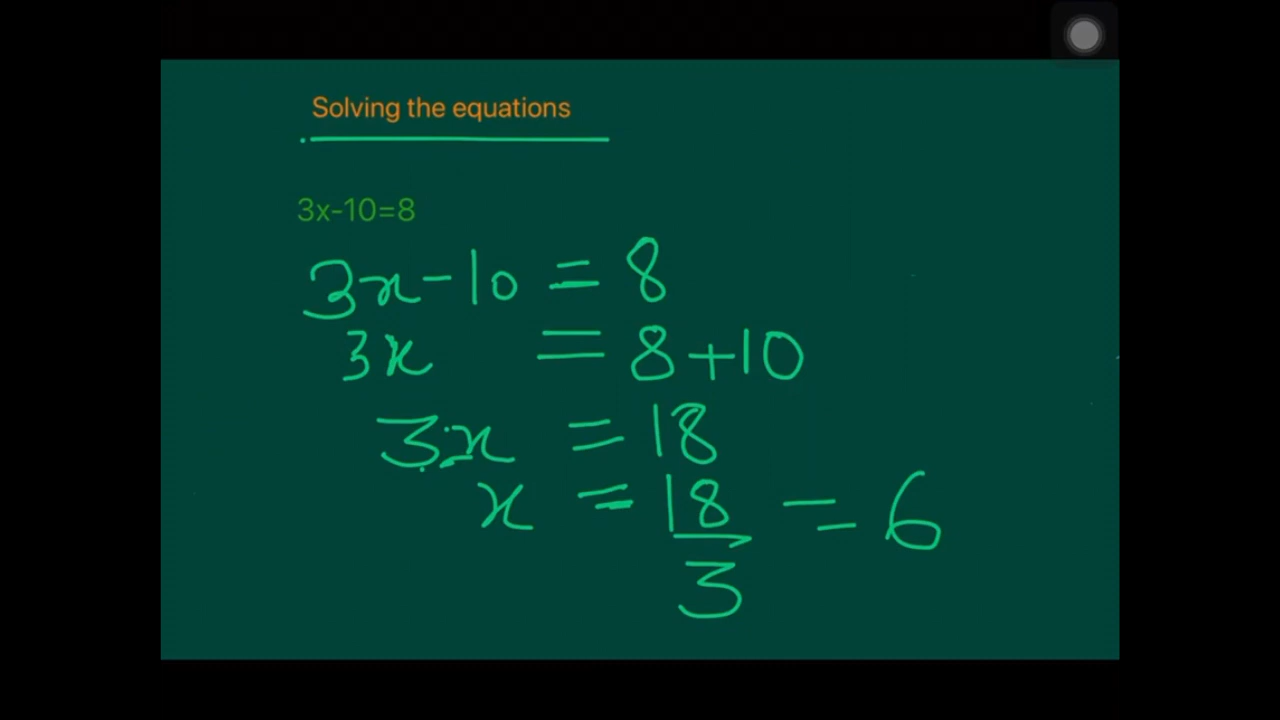 Solving the equations
3x-10=8
3x-10 = 8
3x = 8+10
3x = 18
x = 18/3 = 6